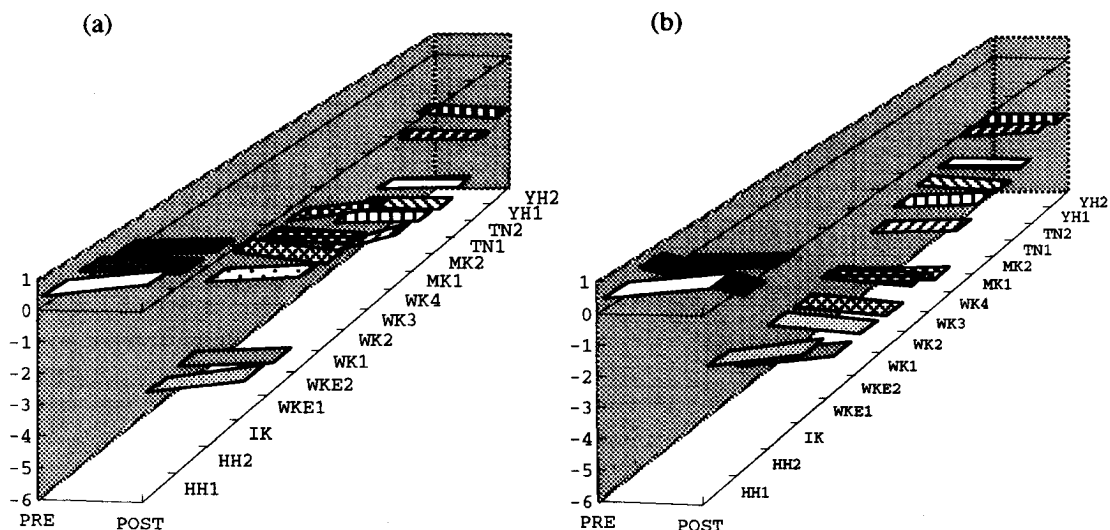 (a)
1
0
-1
-2
-3
-4
-5
-6
PRE
POST
HH1
HH2
IK
WKE1
WKE2
WK1
WK2
WK3
WK4
MK1
MK2
TN1
TN2
YH1
YH2
(b)
1
0
-1
-2
-3
-4
-5
-6
PRE
POST
HH1
HH2
IK
WKE1
WKE2
WK1
WK2
WK3
WK4
MK1
MK2
TN1
TN2
YH1
YH2